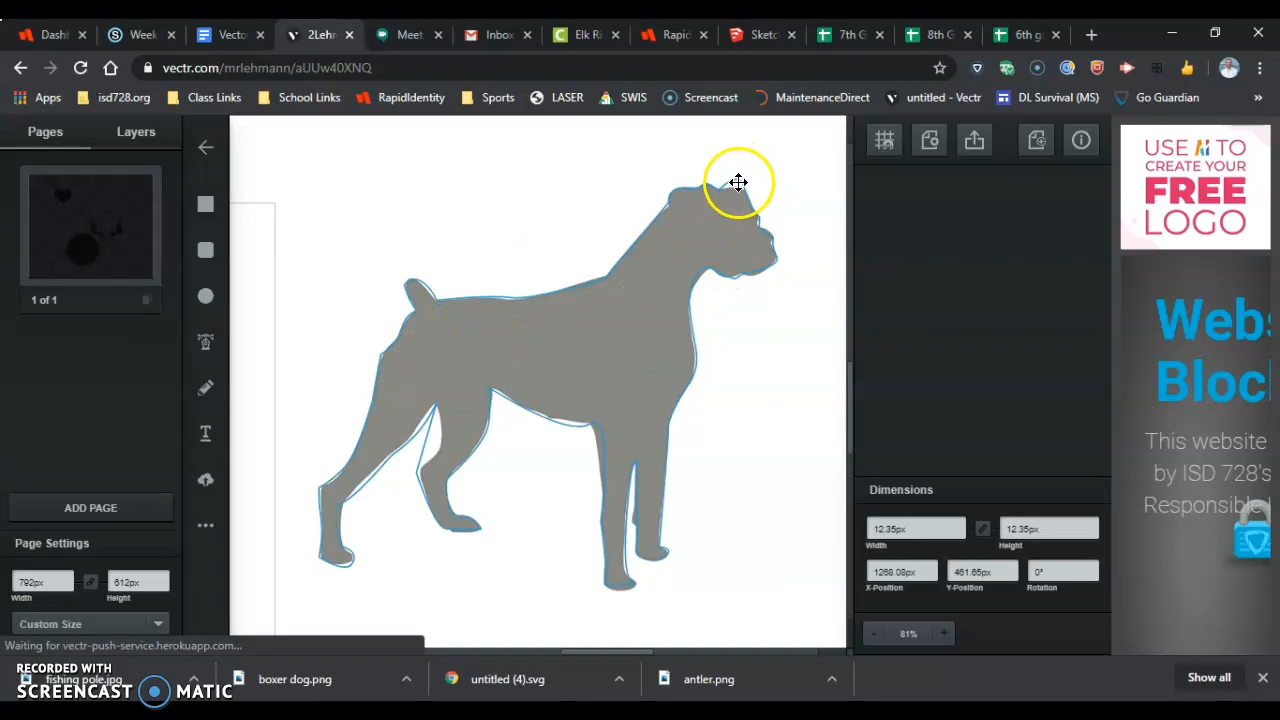 Dashb
Week
Vecto
2Lehn
Meet
Inbox
Elk Ri
Rapid
Sketc
7th G
8th G
6th g
vectr.com/mrlehmann/aUUw40XNQ
Apps
isd728.org
Class Links
School Links
RapidIdentity
Sports
LASER
SWIS
Screencast
MaintenanceDirect
untitled - Vectr
DL Survival (MS)
Go Guardian
»
Pages
Layers
1 of 1
ADD PAGE
Page Settings
792px
612px
Width
Height
Custom Size
T
Dimensions
12.35px
12.35px
Width
Height
1268.08px
461.65px
0°
X-Position
Y-Position
Rotation
- 81% +
USE TO
CREATE YOUR
FREE
LOGO
Webs
Bloc
This website
by ISD 728's
Responsible
Waiting for vectr-push-service.herokuapp.com...
RECORDED WITH
SCREENCAST MATIC
fishing pole.jpg
boxer dog.png
untitled (4).svg
antler.png
Show all